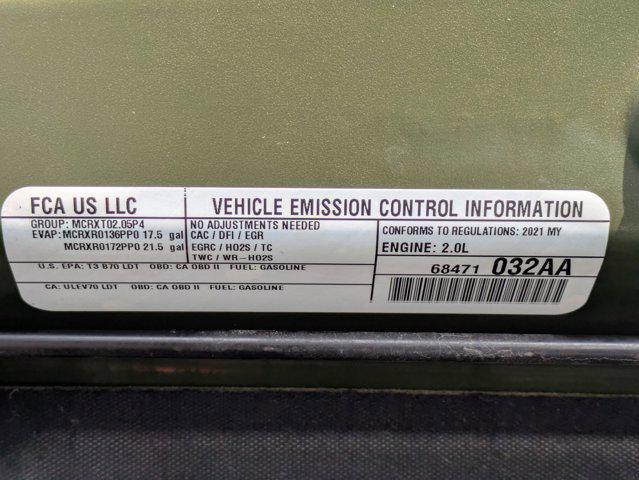 FCA US LLC
VEHICLE EMISSION CONTROL INFORMATION
GROUP: MCRXT02.05P4
EVAP: MCRXR0136PP0 17.5 gal
MCRXR0172PP0 21.5 gal
NO ADJUSTMENTS NEEDED
CAC / DFI / EGR
EGRC / HO2S / TC
TWC / WR-HO2S
CONFORMS TO REGULATIONS: 2021 MY
ENGINE: 2.0L
U.S. EPA: T3 B70 LDT OBD: CA OBD II FUEL: GASOLINE
CA: ULEV70 LDT OBD: CA OBD II FUEL: GASOLINE
68471 032AA